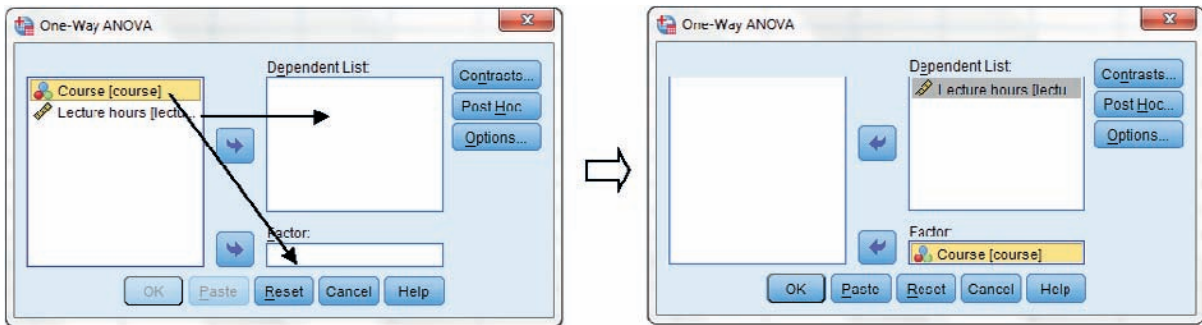 One-Way ANOVA
Dependent List:
Course [course]
Lecture hours [lectu...
Contrasts...
Post Hoc
Options...
Factor:
OK Paste Reset Cancel Help
One-Way ANOVA
Dependent List:
Lecture hours [lectu
Contrasts...
Post Hoc...
Options...
Factor:
Course [course]
OK Paste Reset Cancel Help